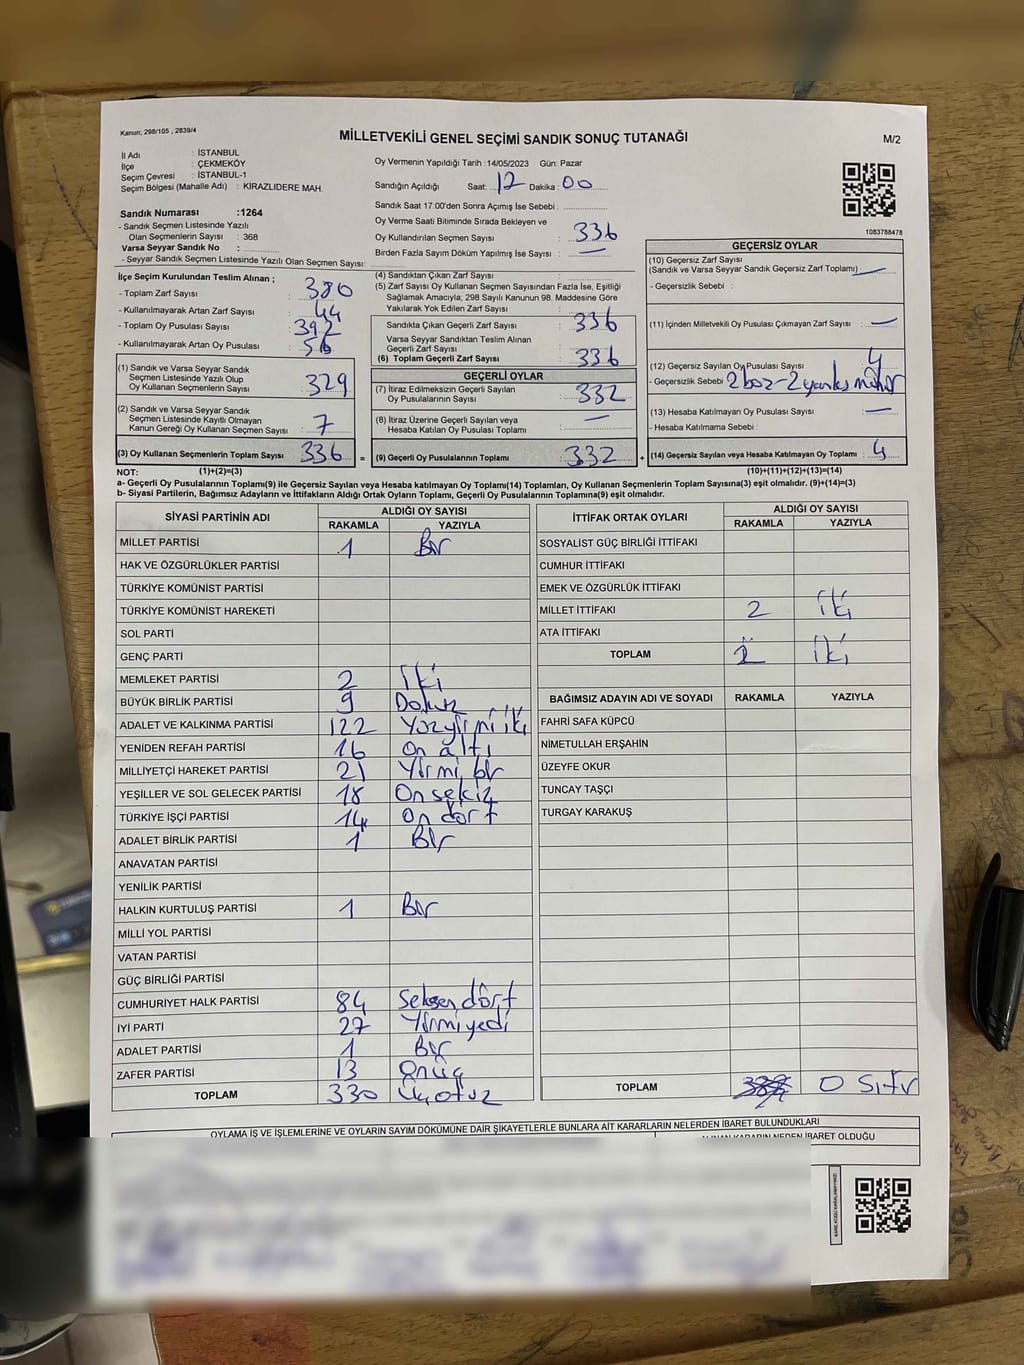 Kanun; 298/105 , 2839/4
MİLLETVEKİLİ GENEL SEÇİMİ SANDIK SONUÇ TUTANAĞI
M/2
İl Adı : İSTANBUL
İlçe : ÇEKMEKÖY
Seçim Çevresi : İSTANBUL-1
Seçim Bölgesi (Mahalle Adı) : KİRAZLIDERE MAH.
Oy Vermenin Yapıldığı Tarih : 14/05/2023 Gün: Pazar
Sandığın Açıldığı Saat: 12 Dakika : 00
Sandık Saat 17:00'den Sonra Açımış İse Sebebi :
Sandık Numarası :1264
- Sandık Seçmen Listesinde Yazılı
Olan Seçmenlerin Sayısı : 368
Varsa Seyyar Sandık No :
- Seyyar Sandık Seçmen Listesinde Yazılı Olan Seçmen Sayısı:
Oy Verme Saati Bitiminde Sırada Bekleyen ve
Oy Kullandırılan Seçmen Sayısı : 336
Birden Fazla Sayım Döküm Yapılmış İse Sayısı : —
1083788478
İlçe Seçim Kurulundan Teslim Alınan ;
- Toplam Zarf Sayısı : 380
- Kullanılmayarak Artan Zarf Sayısı : 44
- Toplam Oy Pusulası Sayısı : 392
- Kullanılmayarak Artan Oy Pusulası : 56
(1) Sandık ve Varsa Seyyar Sandık
Seçmen Listesinde Yazılı Olup
Oy Kullanan Seçmenlerin Sayısı : 329
(2) Sandık ve Varsa Seyyar Sandık
Seçmen Listesinde Kayıtlı Olmayan
Kanun Gereği Oy Kullanan Seçmen Sayısı : 7
(3) Oy Kullanan Seçmenlerin Toplam Sayısı : 336
(4) Sandıktan Çıkan Zarf Sayısı :
(5) Zarf Sayısı Oy Kullanan Seçmen Sayısından Fazla İse, Eşitliği
Sağlamak Amacıyla; 298 Sayılı Kanunun 98. Maddesine Göre
Yakılarak Yok Edilen Zarf Sayısı :
Sandıkta Çıkan Geçerli Zarf Sayısı : 336
Varsa Seyyar Sandıktan Teslim Alınan
Geçerli Zarf Sayısı :
(6) Toplam Geçerli Zarf Sayısı : 336
GEÇERLİ OYLAR
(7) İtiraz Edilmeksizin Geçerli Sayılan
Oy Pusulalarının Sayısı : 332
(8) İtiraz Üzerine Geçerli Sayılan veya
Hesaba Katılan Oy Pusulası Toplamı : —
= (9) Geçerli Oy Pusulalarının Toplamı : 332
GEÇERSİZ OYLAR
(10) Geçersiz Zarf Sayısı
(Sandık ve Varsa Seyyar Sandık Geçersiz Zarf Toplamı) : —
- Geçersizlik Sebebi :
(11) İçinden Milletvekili Oy Pusulası Çıkmayan Zarf Sayısı : —
(12) Geçersiz Sayılan Oy Pusulası Sayısı : 4
- Geçersizlik Sebebi : 2 boz - 2 yanlış mühür
(13) Hesaba Katılmayan Oy Pusulası Sayısı : —
- Hesaba Katılmama Sebebi :
+ (14) Geçersiz Sayılan veya Hesaba Katılmayan Oy Toplamı : 4
NOT: (1)+(2)=(3)
(10)+(11)+(12)+(13)=(14)
a- Geçerli Oy Pusulalarının Toplamı(9) ile Geçersiz Sayılan veya Hesaba katılmayan Oy Toplamı(14) Toplamları, Oy Kullanan Seçmenlerin Toplam Sayısına(3) eşit olmalıdır. (9)+(14)=(3)
b- Siyasi Partilerin, Bağımsız Adayların ve İttifakların Aldığı Ortak Oyların Toplamı, Geçerli Oy Pusulalarının Toplamına(9) eşit olmalıdır.
SİYASİ PARTİNİN ADI ALDIĞI OY SAYISI
RAKAMLA YAZIYLA
MİLLET PARTİSİ 1 Bir
HAK VE ÖZGÜRLÜKLER PARTİSİ
TÜRKİYE KOMÜNİST PARTİSİ
TÜRKİYE KOMÜNİST HAREKETİ
SOL PARTİ
GENÇ PARTİ
MEMLEKET PARTİSİ 2 İki
BÜYÜK BİRLİK PARTİSİ 9 Dokuz
ADALET VE KALKINMA PARTİSİ 122 Yüzyirmi iki
YENİDEN REFAH PARTİSİ 16 On altı
MİLLİYETÇİ HAREKET PARTİSİ 21 Yirmi bir
YEŞİLLER VE SOL GELECEK PARTİSİ 18 On sekiz
TÜRKİYE İŞÇİ PARTİSİ 14 On dört
ADALET BİRLİK PARTİSİ 1 Bir
ANAVATAN PARTİSİ
YENİLİK PARTİSİ
HALKIN KURTULUŞ PARTİSİ 1 Bir
MİLLİ YOL PARTİSİ
VATAN PARTİSİ
GÜÇ BİRLİĞİ PARTİSİ
CUMHURİYET HALK PARTİSİ 84 Seksen dört
İYİ PARTİ 27 Yirmiyedi
ADALET PARTİSİ 1 Bir
ZAFER PARTİSİ 13 Onüç
TOPLAM 330 Üçotuz
İTTİFAK ORTAK OYLARI ALDIĞI OY SAYISI
RAKAMLA YAZIYLA
SOSYALİST GÜÇ BİRLİĞİ İTTİFAKI
CUMHUR İTTİFAKI
EMEK VE ÖZGÜRLÜK İTTİFAKI
MİLLET İTTİFAKI 2 İki
ATA İTTİFAKI
TOPLAM 2 İki
BAĞIMSIZ ADAYIN ADI VE SOYADI RAKAMLA YAZIYLA
FAHRİ SAFA KÜPCÜ
NİMETULLAH ERŞAHİN
ÜZEYFE OKUR
TUNCAY TAŞÇI
TURGAY KARAKUŞ
TOPLAM 0 Sıfır
OYLAMA İŞ VE İŞLEMLERİNE VE OYLARIN SAYIM DÖKÜMÜNE DAİR ŞİKAYETLERLE BUNLARA AİT KARARLARIN NELERDEN İBARET BULUNDUKLARI
ALINAN KARARIN NEDEN İBARET OLDUĞU